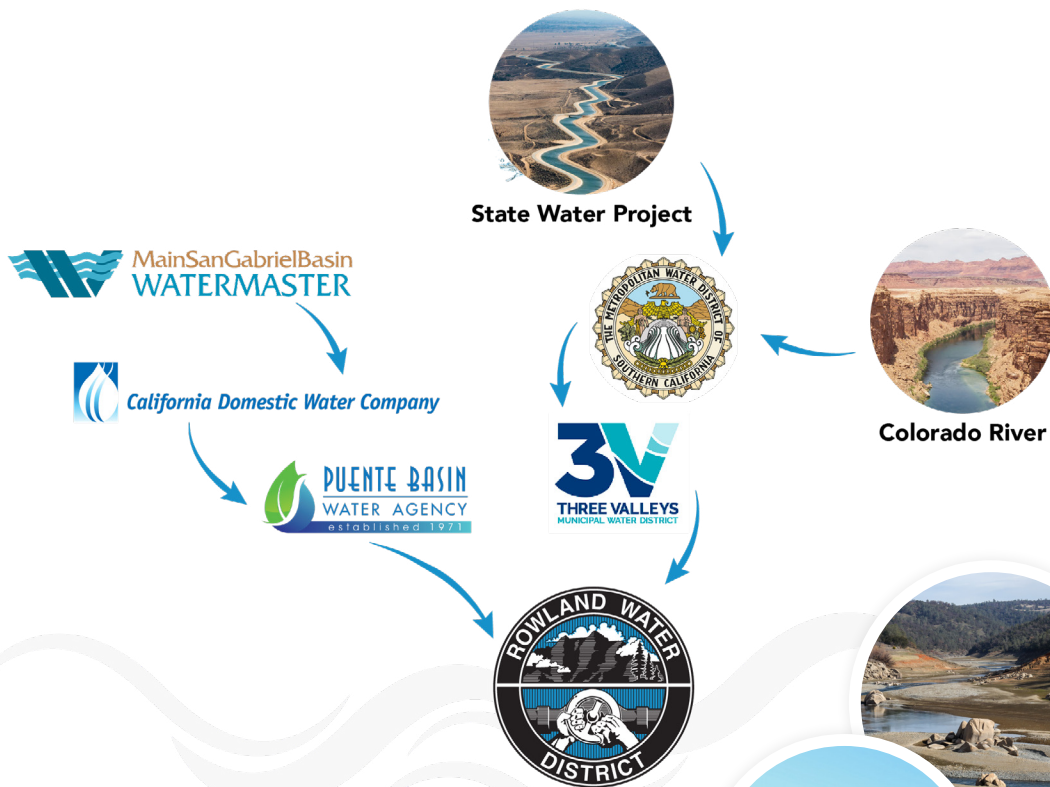 State Water Project
MainSanGabrielBasin
WATERMASTER
THE METROPOLITAN WATER DISTRICT OF
SOUTHERN CALIFORNIA
California Domestic Water Company
Colorado River
PUENTE BASIN
WATER AGENCY
established 1971
3V
THREE VALLEYS
MUNICIPAL WATER DISTRICT
ROWLAND WATER
DISTRICT